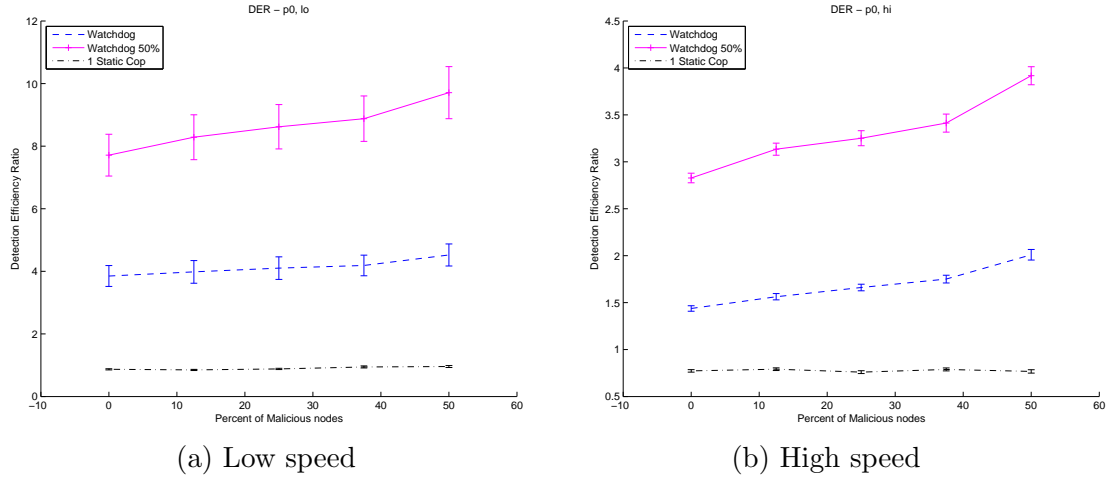 DER − p0, lo
12
10
8
6
4
2
0
−10
0
10
20
30
40
50
60
Detection Efficiency Ratio
Percent of Malicious nodes
Watchdog
Watchdog 50%
1 Static Cop
(a) Low speed
DER − p0, hi
4.5
4
3.5
3
2.5
2
1.5
1
0.5
−10
0
10
20
30
40
50
60
Detection Efficiency Ratio
Percent of Malicious nodes
Watchdog
Watchdog 50%
1 Static Cop
(b) High speed